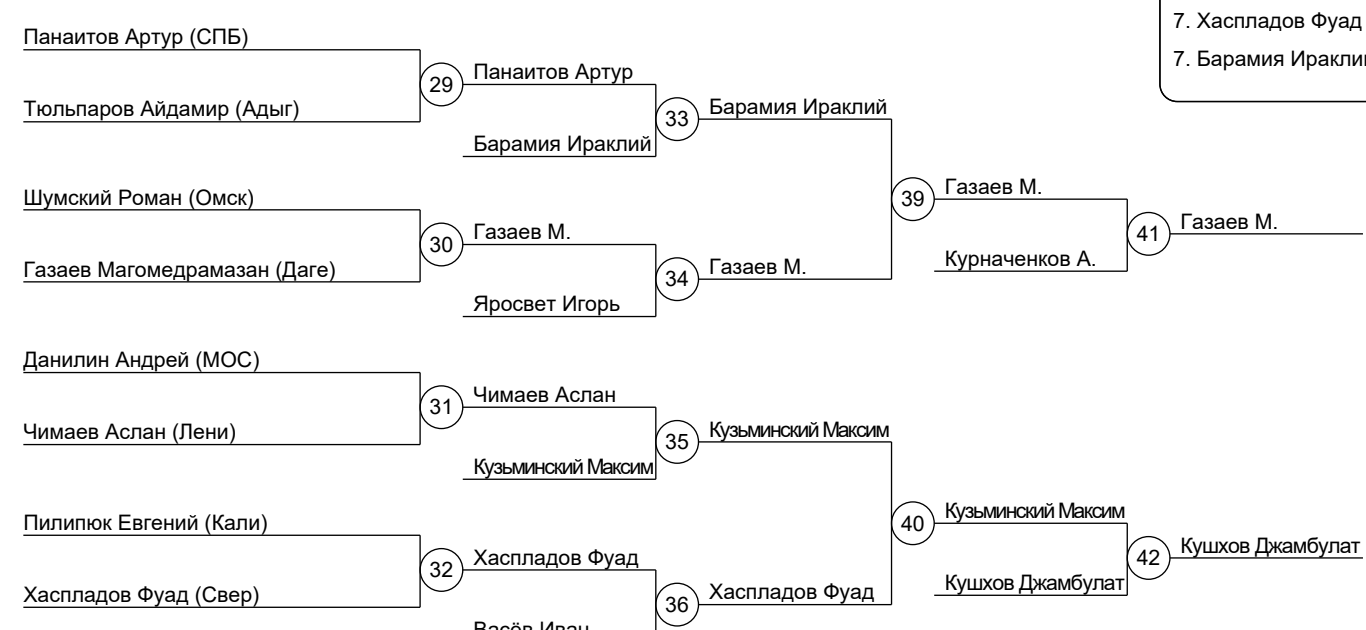 7. Хаспладов Фуад
7. Барамия Иракли
Панаитов Артур (СПБ)
29
Панаитов Артур
Тюльпаров Айдамир (Адыг)
33
Барамия Ираклий
Барамия Ираклий
Шумский Роман (Омск)
39
Газаев М.
30
Газаев М.
41
Газаев М.
Газаев Магомедрамазан (Даге)
34
Газаев М.
Курначенков А.
Яросвет Игорь
Данилин Андрей (МОС)
31
Чимаев Аслан
Чимаев Аслан (Лени)
35
Кузьминский Максим
Кузьминский Максим
Пилипюк Евгений (Кали)
40
Кузьминский Максим
32
Хаспладов Фуад
42
Кушхов Джамбулат
Хаспладов Фуад (Свер)
36
Хаспладов Фуад
Кушхов Джамбулат
Васёв Иван